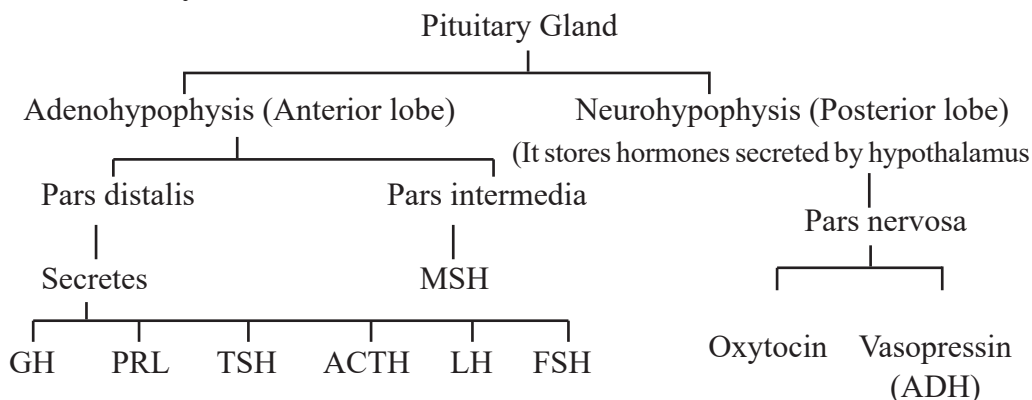 Pituitary Gland
Adenohypophysis (Anterior lobe) Neurohypophysis (Posterior lobe)
(It stores hormones secreted by hypothalamus
Pars distalis Pars intermedia
Pars nervosa
Secretes MSH
Oxytocin Vasopressin
GH PRL TSH ACTH LH FSH
(ADH)